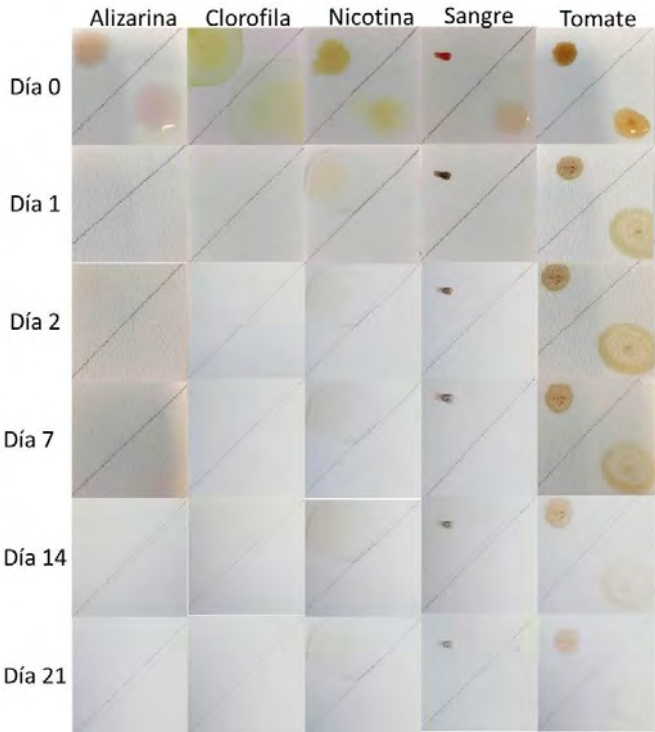 Alizarina Clorofila Nicotina Sangre Tomate
Día 0
Día 1
Día 2
Día 7
Día 14
Día 21